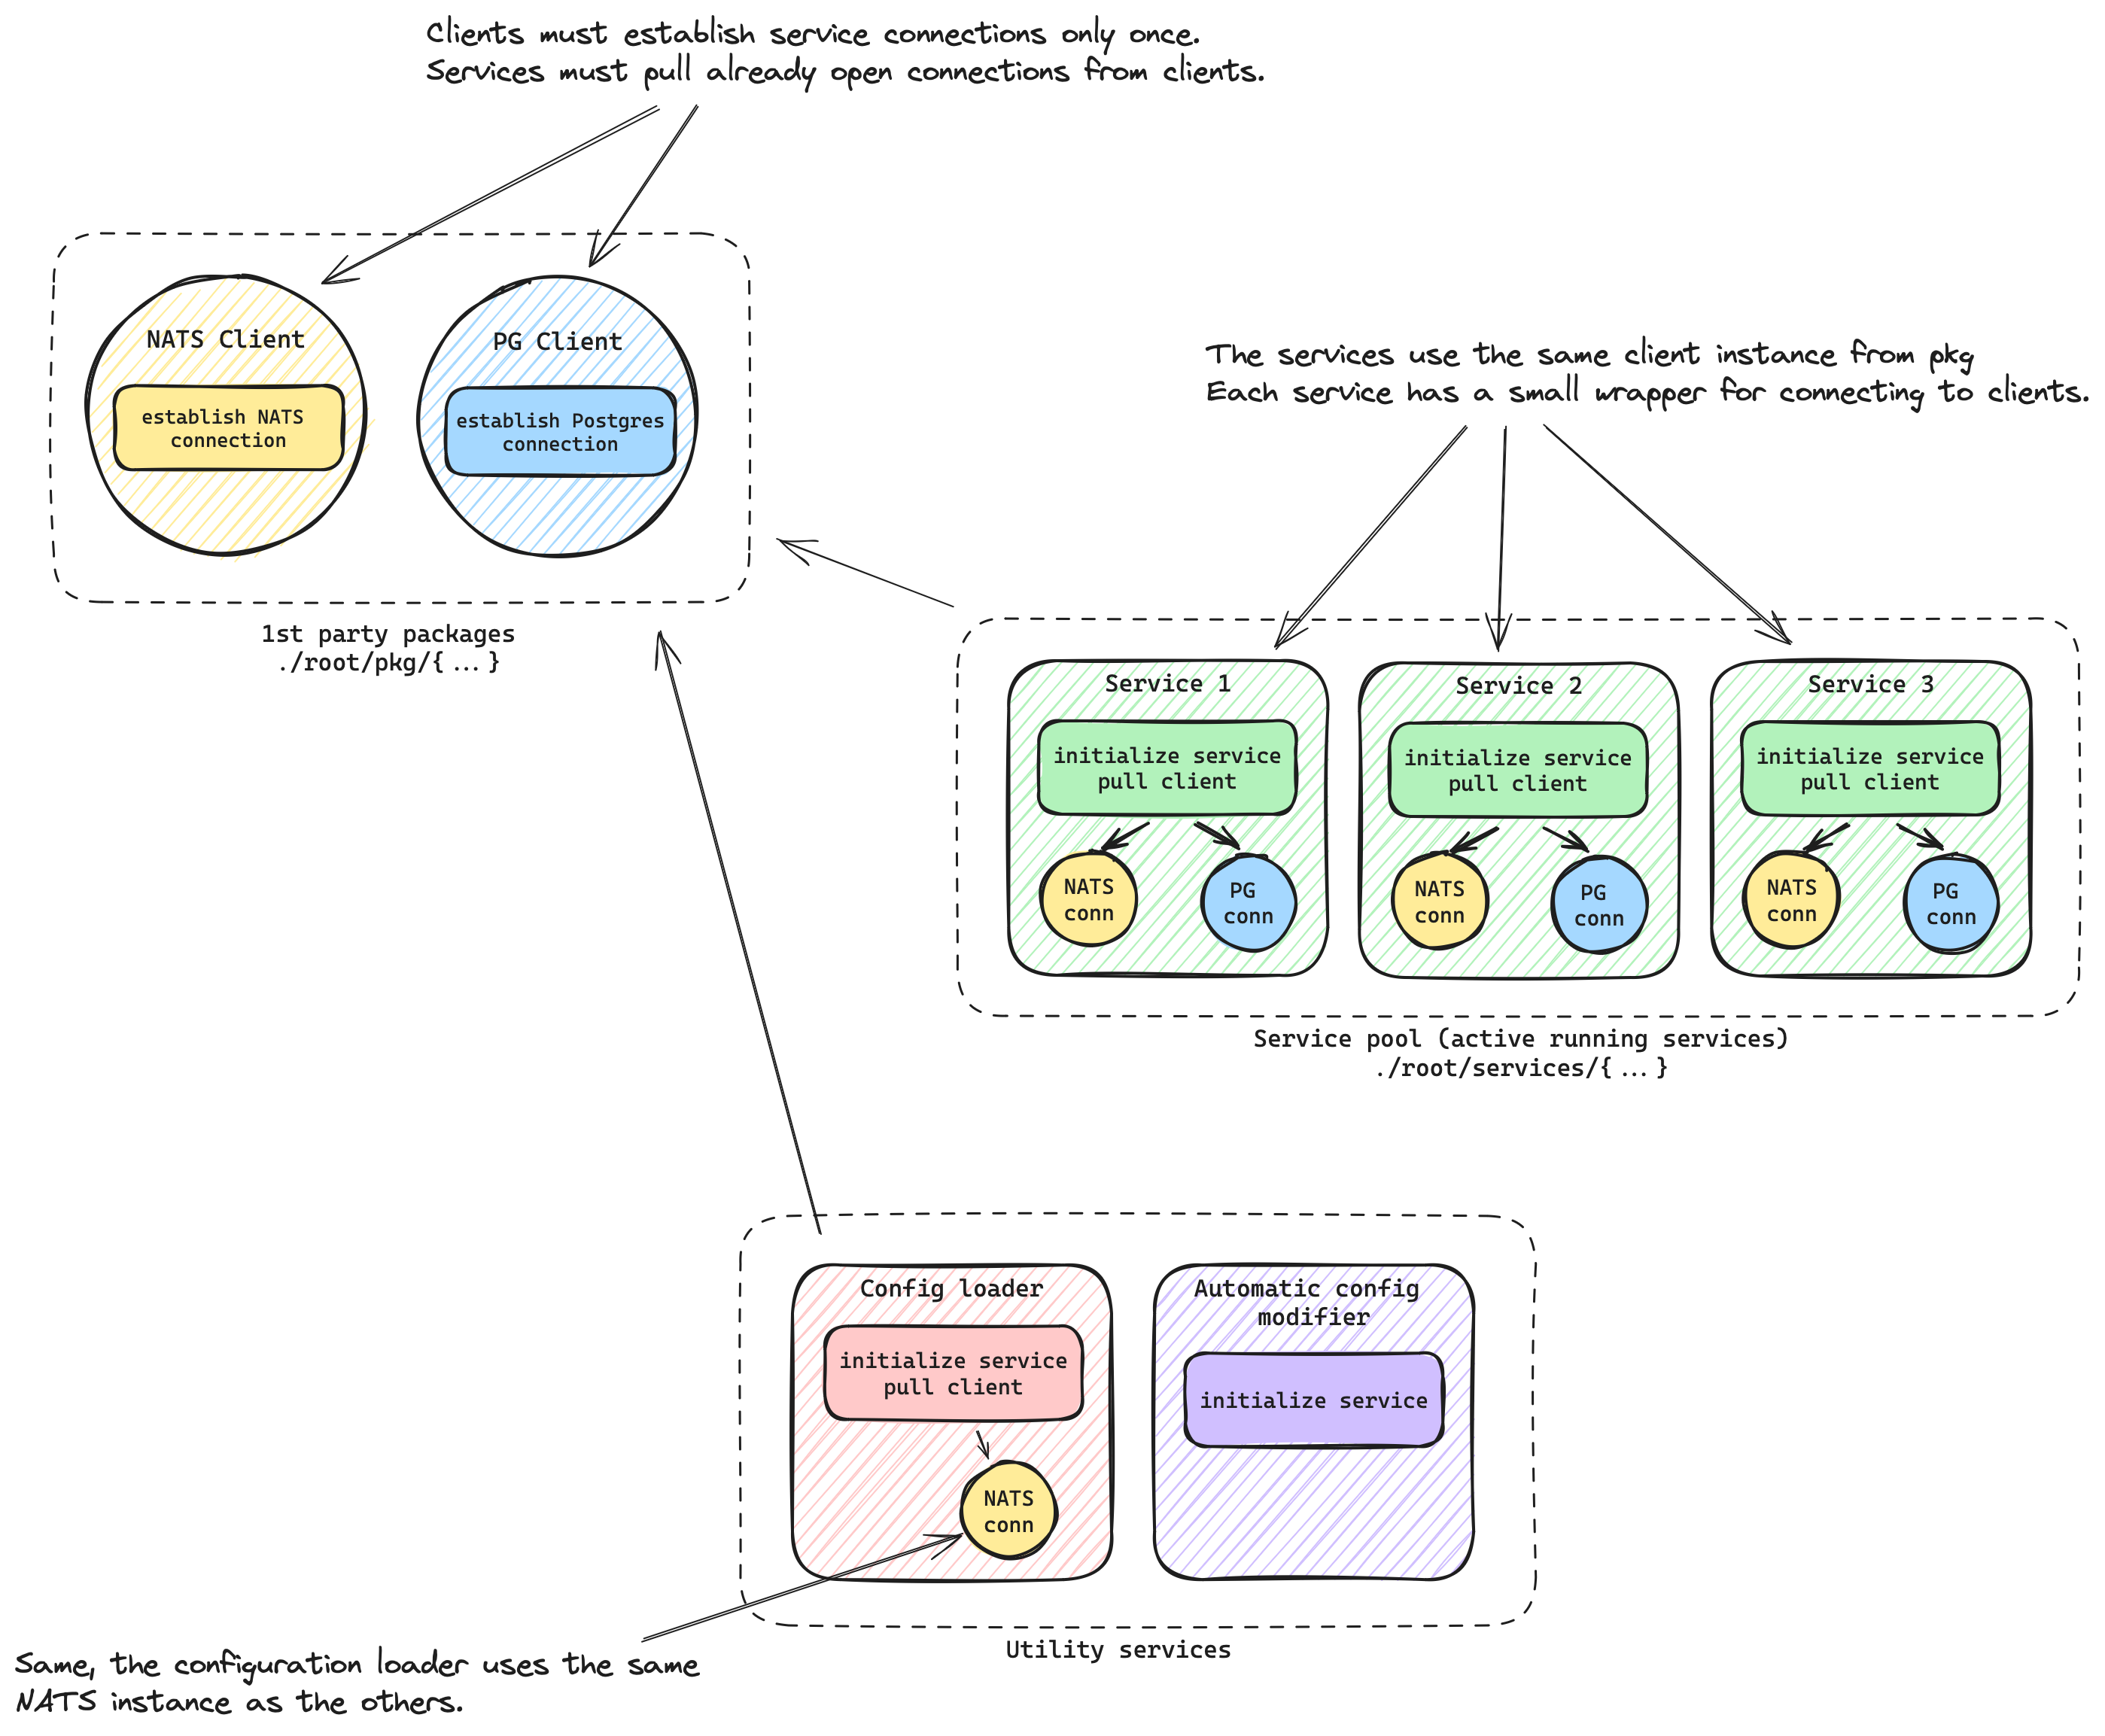 Clients must establish service connections only once.
Services must pull already open connections from clients.
NATS Client
establish NATS
connection
PG Client
establish Postgres
connection
1st party packages
./root/pkg/{ ... }
The services use the same client instance from pkg
Each service has a small wrapper for connecting to clients.
Service 1
initialize service
pull client
NATS
conn
PG
conn
Service 2
initialize service
pull client
NATS
conn
PG
conn
Service 3
initialize service
pull client
NATS
conn
PG
conn
Service pool (active running services)
./root/services/{ ... }
Config loader
initialize service
pull client
NATS
conn
Automatic config
modifier
initialize service
Utility services
Same, the configuration loader uses the same
NATS instance as the others.